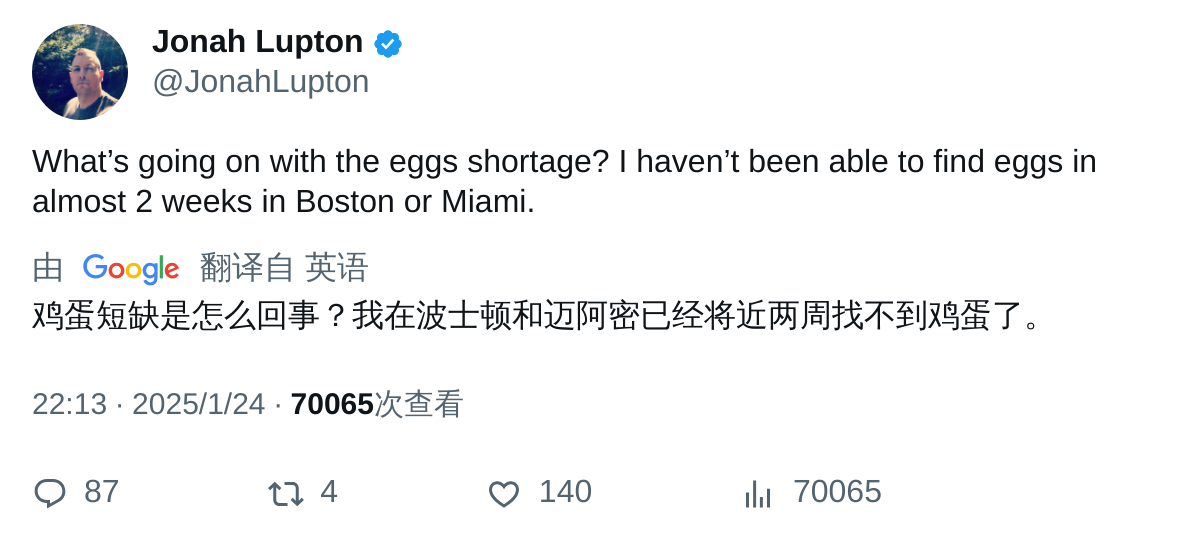 Jonah Lupton
@JonahLupton
What’s going on with the eggs shortage? I haven’t been able to find eggs in
almost 2 weeks in Boston or Miami.
由 Google 翻译自 英语
鸡蛋短缺是怎么回事？我在波士顿和迈阿密已经将近两周找不到鸡蛋了。
22:13 · 2025/1/24 · 70065次查看
87 4 140 70065